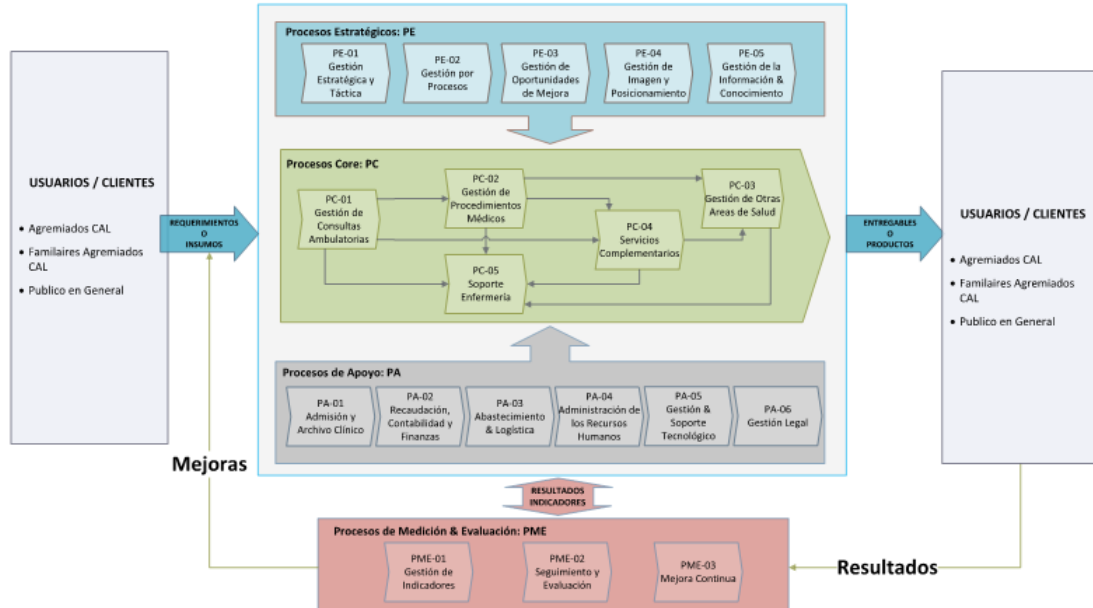 USUARIOS / CLIENTES
• Agremiados CAL
• Familaires Agremiados
CAL
• Publico en General
REQUERIMIENTOS
O
INSUMOS
Procesos Estratégicos: PE
PE-01
Gestión
Estratégica y
Táctica
PE-02
Gestión por
Procesos
PE-03
Gestión de
Oportunidades
de Mejora
PE-04
Gestión de
Imagen y
Posicionamiento
PE-05
Gestión de la
Información &
Conocimiento
Procesos Core: PC
PC-01
Gestión de
Consultas
Ambulatorias
PC-02
Gestión de
Procedimientos
Médicos
PC-03
Gestión de Otras
Areas de Salud
PC-04
Servicios
Complementarios
PC-05
Soporte
Enfermería
Procesos de Apoyo: PA
PA-01
Admisión y
Archivo Clínico
PA-02
Recaudación,
Contabilidad y
Finanzas
PA-03
Abastecimiento
& Logística
PA-04
Administración de
los Recursos
Humanos
PA-05
Gestión &
Soporte
Tecnológico
PA-06
Gestión Legal
ENTREGABLES
O
PRODUCTOS
USUARIOS / CLIENTES
• Agremiados CAL
• Familaires Agremiados
CAL
• Publico en General
Mejoras
RESULTADOS
INDICADORES
Procesos de Medición & Evaluación: PME
PME-01
Gestión de
Indicadores
PME-02
Seguimiento y
Evaluación
PME-03
Mejora Continua
Resultados